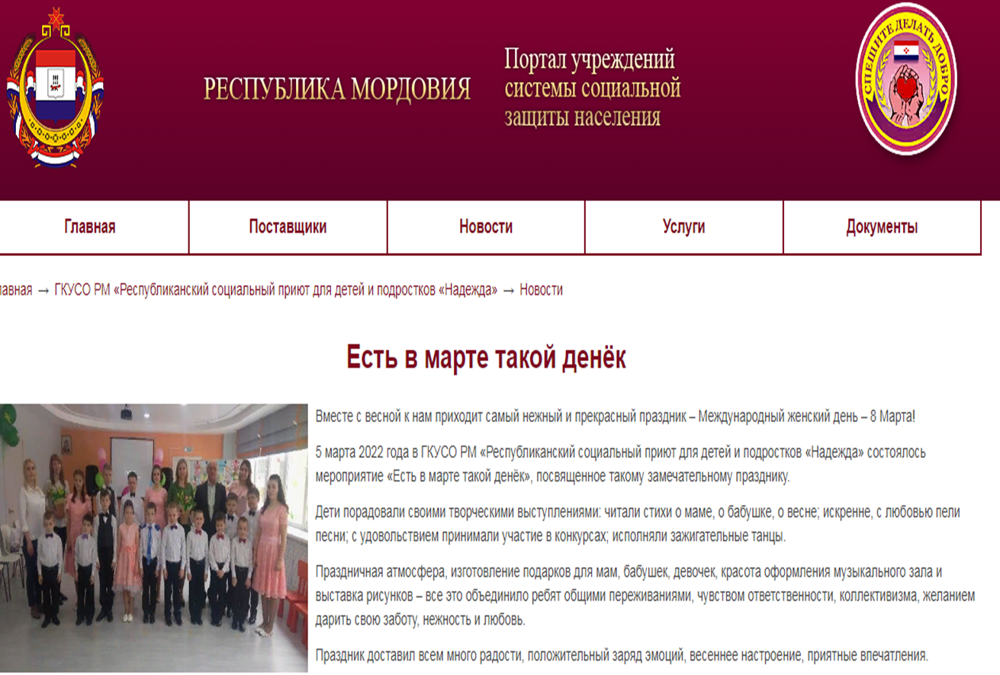 СПЕШИТЕ ДЕЛАТЬ ДОБРО
РЕСПУБЛИКА МОРДОВИЯ
Портал учреждений
системы социальной
защиты населения
Главная
Поставщики
Новости
Услуги
Документы
лавная → ГКУСО РМ «Республиканский социальный приют для детей и подростков «Надежда» → Новости
Есть в марте такой денёк
Вместе с весной к нам приходит самый нежный и прекрасный праздник – Международный женский день – 8 Марта!
5 марта 2022 года в ГКУСО РМ «Республиканский социальный приют для детей и подростков «Надежда» состоялось
мероприятие «Есть в марте такой денёк», посвященное такому замечательному празднику.
Дети порадовали своими творческими выступлениями: читали стихи о маме, о бабушке, о весне; искренне, с любовью пели
песни; с удовольствием принимали участие в конкурсах; исполняли зажигательные танцы.
Праздничная атмосфера, изготовление подарков для мам, бабушек, девочек, красота оформления музыкального зала и
выставка рисунков – все это объединило ребят общими переживаниями, чувством ответственности, коллективизма, желанием
дарить свою заботу, нежность и любовь.
Праздник доставил всем много радости, положительный заряд эмоций, весеннее настроение, приятные впечатления.